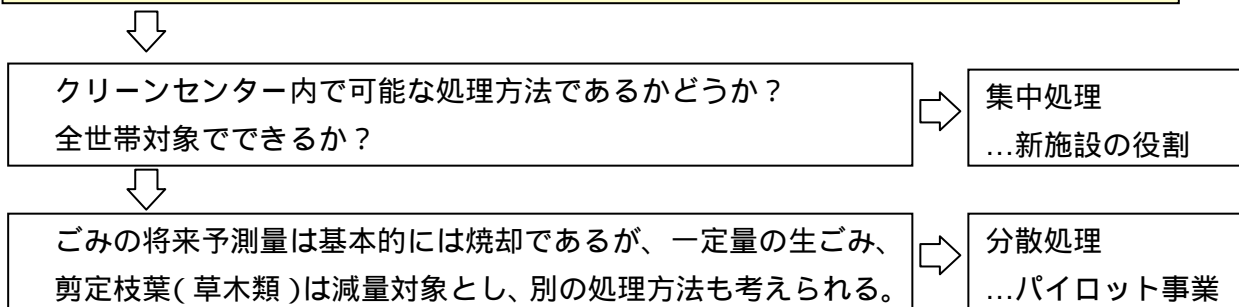 クリーンセンター内で可能な処理方法であるかどうか?
全世帯対象でできるか?
集中処理
…新施設の役割
ごみの将来予測量は基本的には焼却であるが、一定量の生ごみ、
剪定枝葉(草木類)は減量対象とし、別の処理方法も考えられる。
分散処理
…パイロット事業